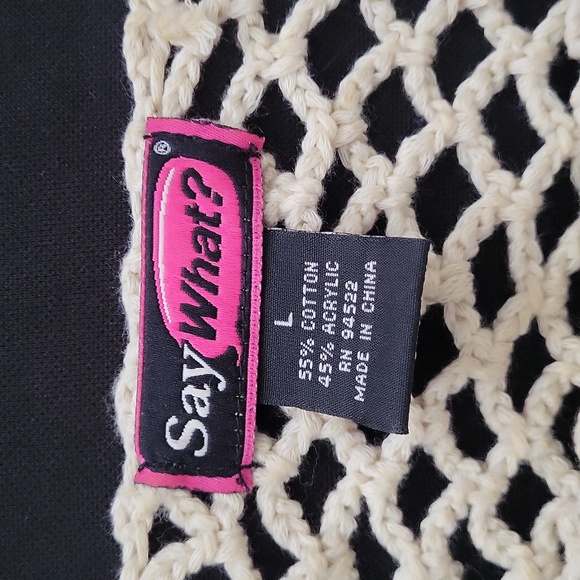 Say What? ®
L
55% COTTON
45% ACRYLIC
RN 94522
MADE IN CHINA